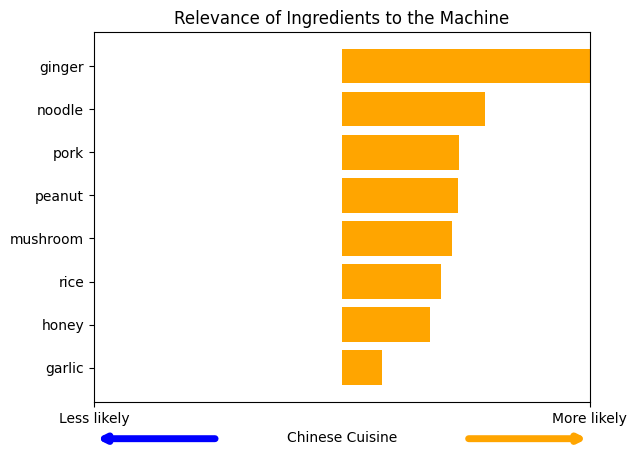 Relevance of Ingredients to the Machine
ginger
noodle
pork
peanut
mushroom
rice
honey
garlic
Less likely
More likely
Chinese Cuisine